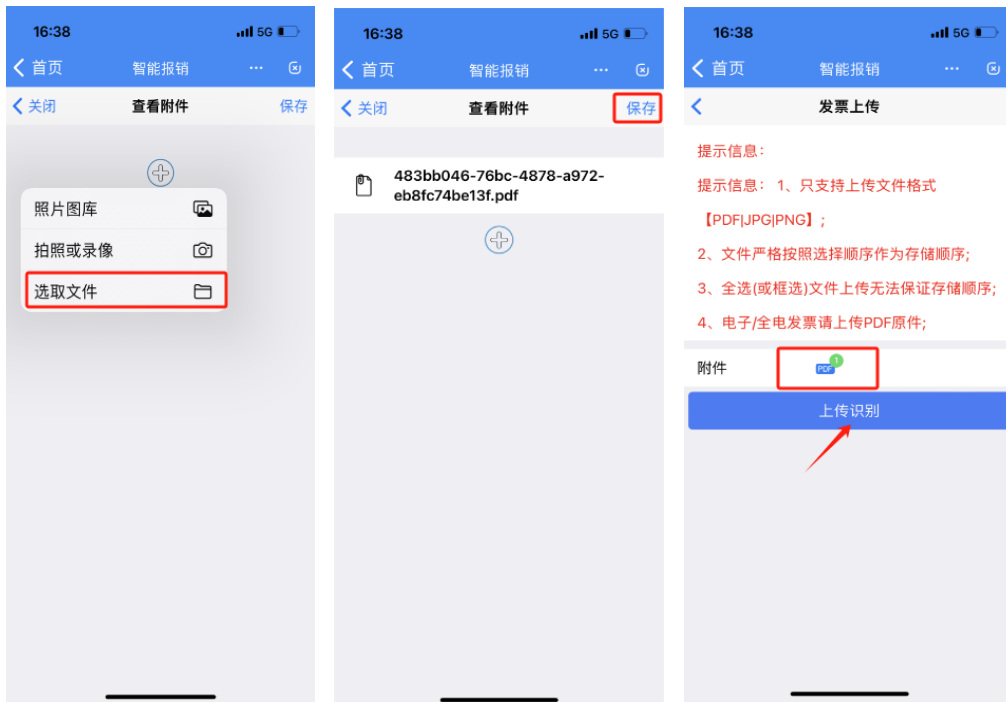 16:38
5G
首页
智能报销
关闭
查看附件
保存
照片图库
拍照或录像
选取文件
16:38
5G
首页
智能报销
关闭
查看附件
保存
483bb046-76bc-4878-a972-
eb8fc74be13f.pdf
16:38
5G
首页
智能报销
发票上传
提示信息：
提示信息： 1、只支持上传文件格式
【PDF|JPG|PNG】;
2、文件严格按照选择顺序作为存储顺序;
3、全选(或框选)文件上传无法保证存储顺序;
4、电子/全电发票请上传PDF原件;
附件
PDF
1
上传识别